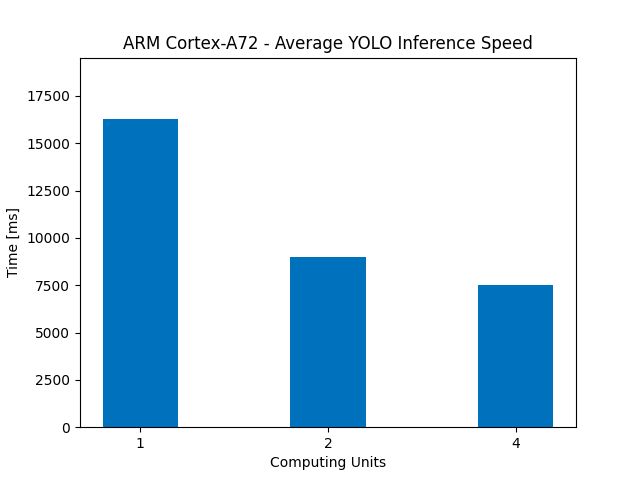 ARM Cortex-A72 - Average YOLO Inference Speed
Time [ms]
17500
15000
12500
10000
7500
5000
2500
0
1 2 4
Computing Units